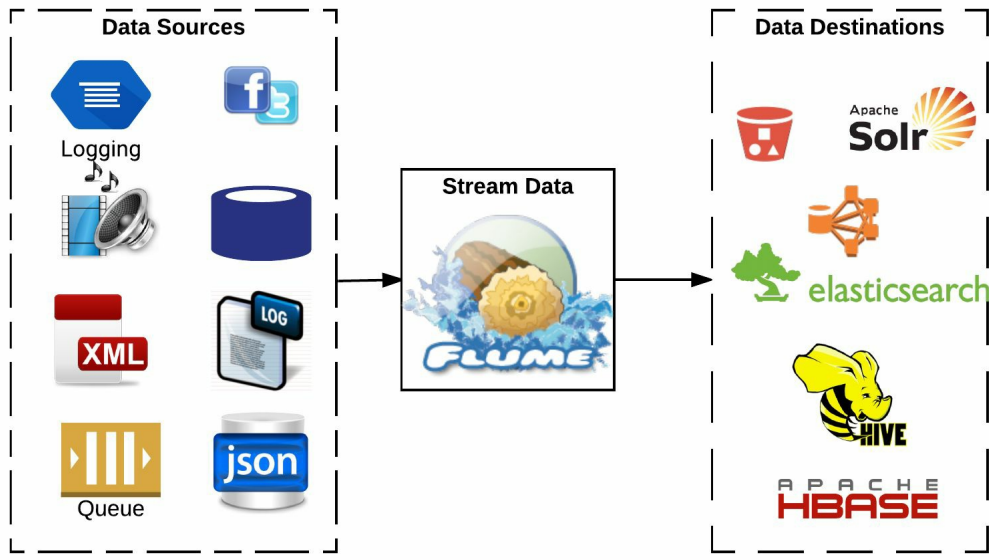 Data Sources
f
t
Logging
XML
LOG
Queue
json
Stream Data
FLUME
Data Destinations
Apache
Solr
elasticsearch
HIVE
APACHE
HBASE